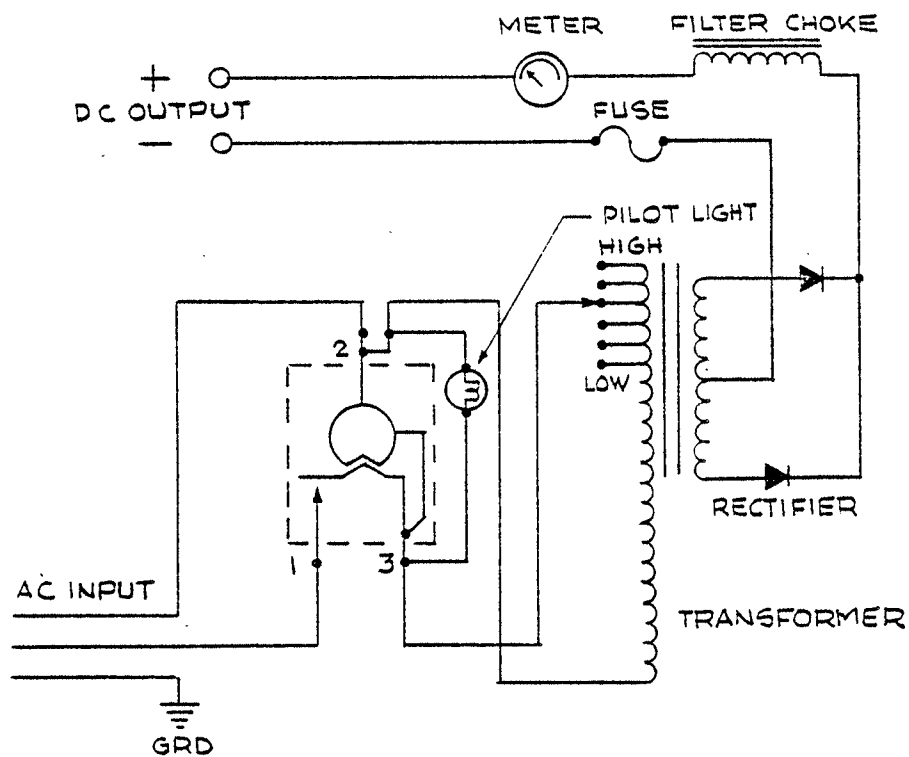 METER
FILTER CHOKE
+
DC OUTPUT
FUSE
−
PILOT LIGHT
HIGH
2
LOW
RECTIFIER
1
3
AC INPUT
TRANSFORMER
GRD